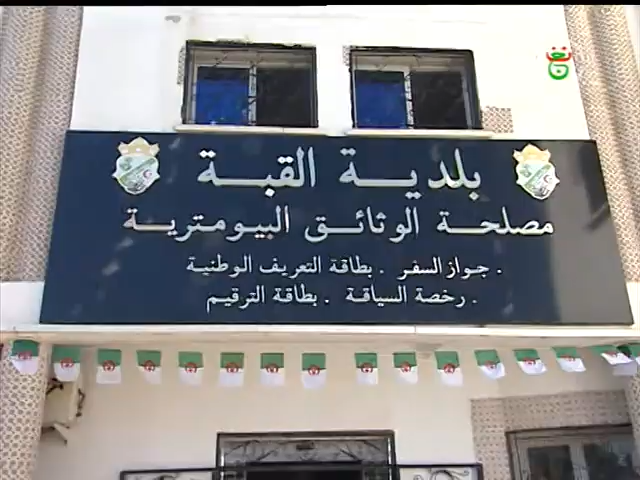 بلدية القبة
مصلحة الوثائق البيومترية
. جواز السفر . بطاقة التعريف الوطنية
. رخصة السياقة . بطاقة الترقيم